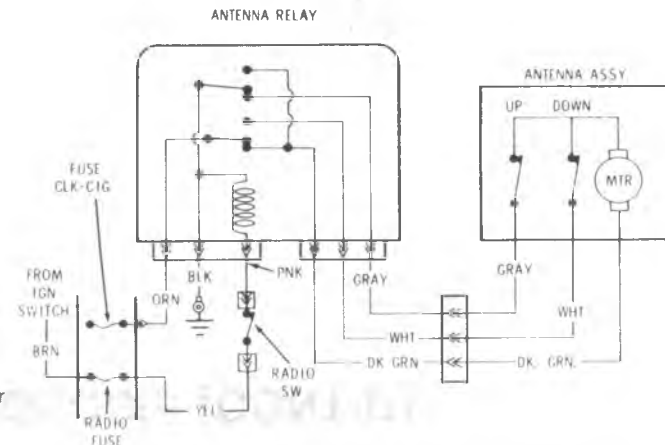 ANTENNA RELAY
ANTENNA ASSY
UP DOWN
MTR
FUSE
CLK-CIG
FROM
IGN
SWITCH
BRN
ORN
BLK
PNK
GRAY
GRAY
WHT
WHT
DK GRN
DK. GRN.
RADIO
SW
YEL
RADIO
FUSE